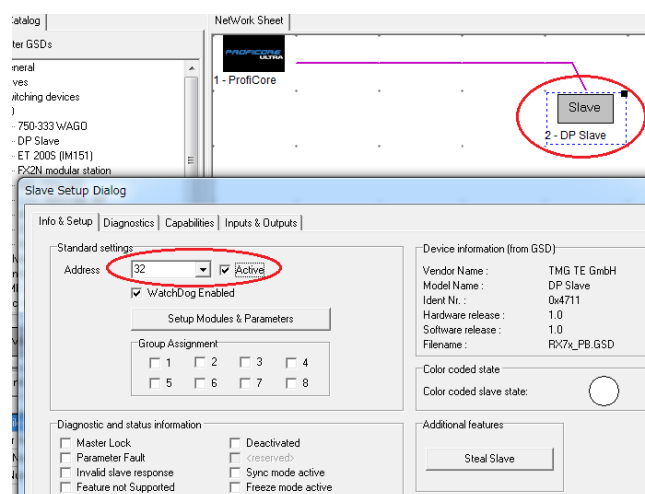 Catalog
NetWork Sheet
ter GSDs
neral
ves
vitching devices
)
750-333 WAGO
DP Slave
ET 200S (IM151)
FX2N modular station
PROFICORE
ULTRA
1 - ProfiCore
Slave
2 - DP Slave
Slave Setup Dialog
Info & Setup
Diagnostics
Capabilities
Inputs & Outputs
Standard settings
Address
32
Active
WatchDog Enabled
Setup Modules & Parameters
Group Assignment
1 2 3 4
5 6 7 8
Device information (from GSD)
Vendor Name : TMG TE GmbH
Model Name : DP Slave
Ident Nr. : 0x4711
Hardware release : 1.0
Software release : 1.0
Filename : RX7x_PB.GSD
Color coded state
Color coded slave state:
Diagnostic and status information
Master Lock
Parameter Fault
Invalid slave response
Feature not Supported
Deactivated
<reserved>
Sync mode active
Freeze mode active
Additional features
Steal Slave